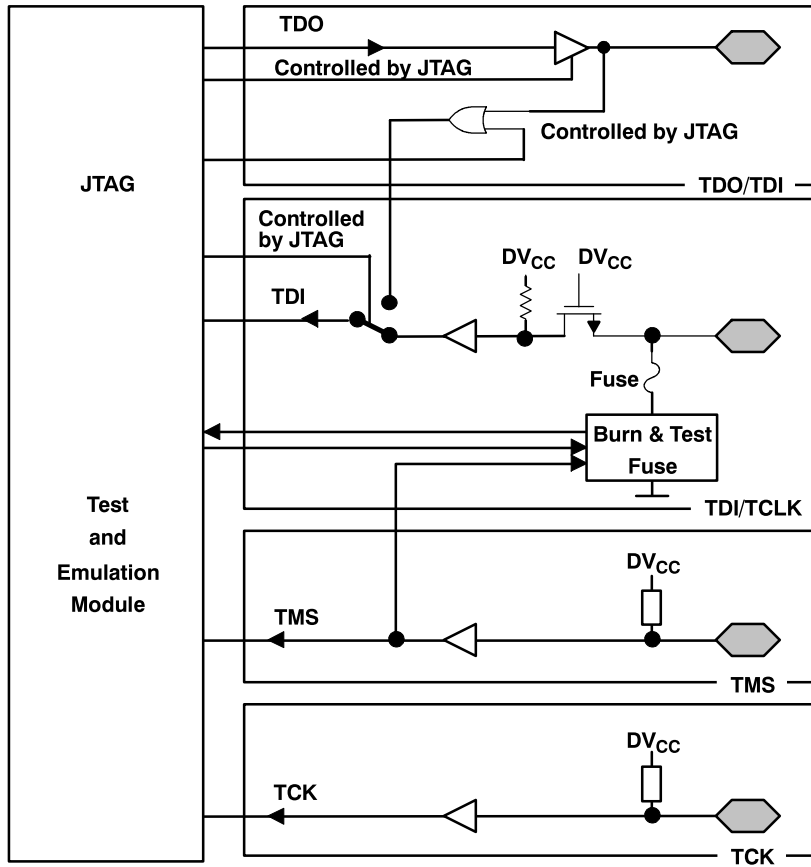 TDO
Controlled by JTAG
Controlled by JTAG
JTAG
TDO/TDI
Controlled
by JTAG
DVCC
DVCC
TDI
Fuse
Burn & Test
Fuse
TDI/TCLK
Test
and
Emulation
Module
DVCC
TMS
TMS
DVCC
TCK
TCK